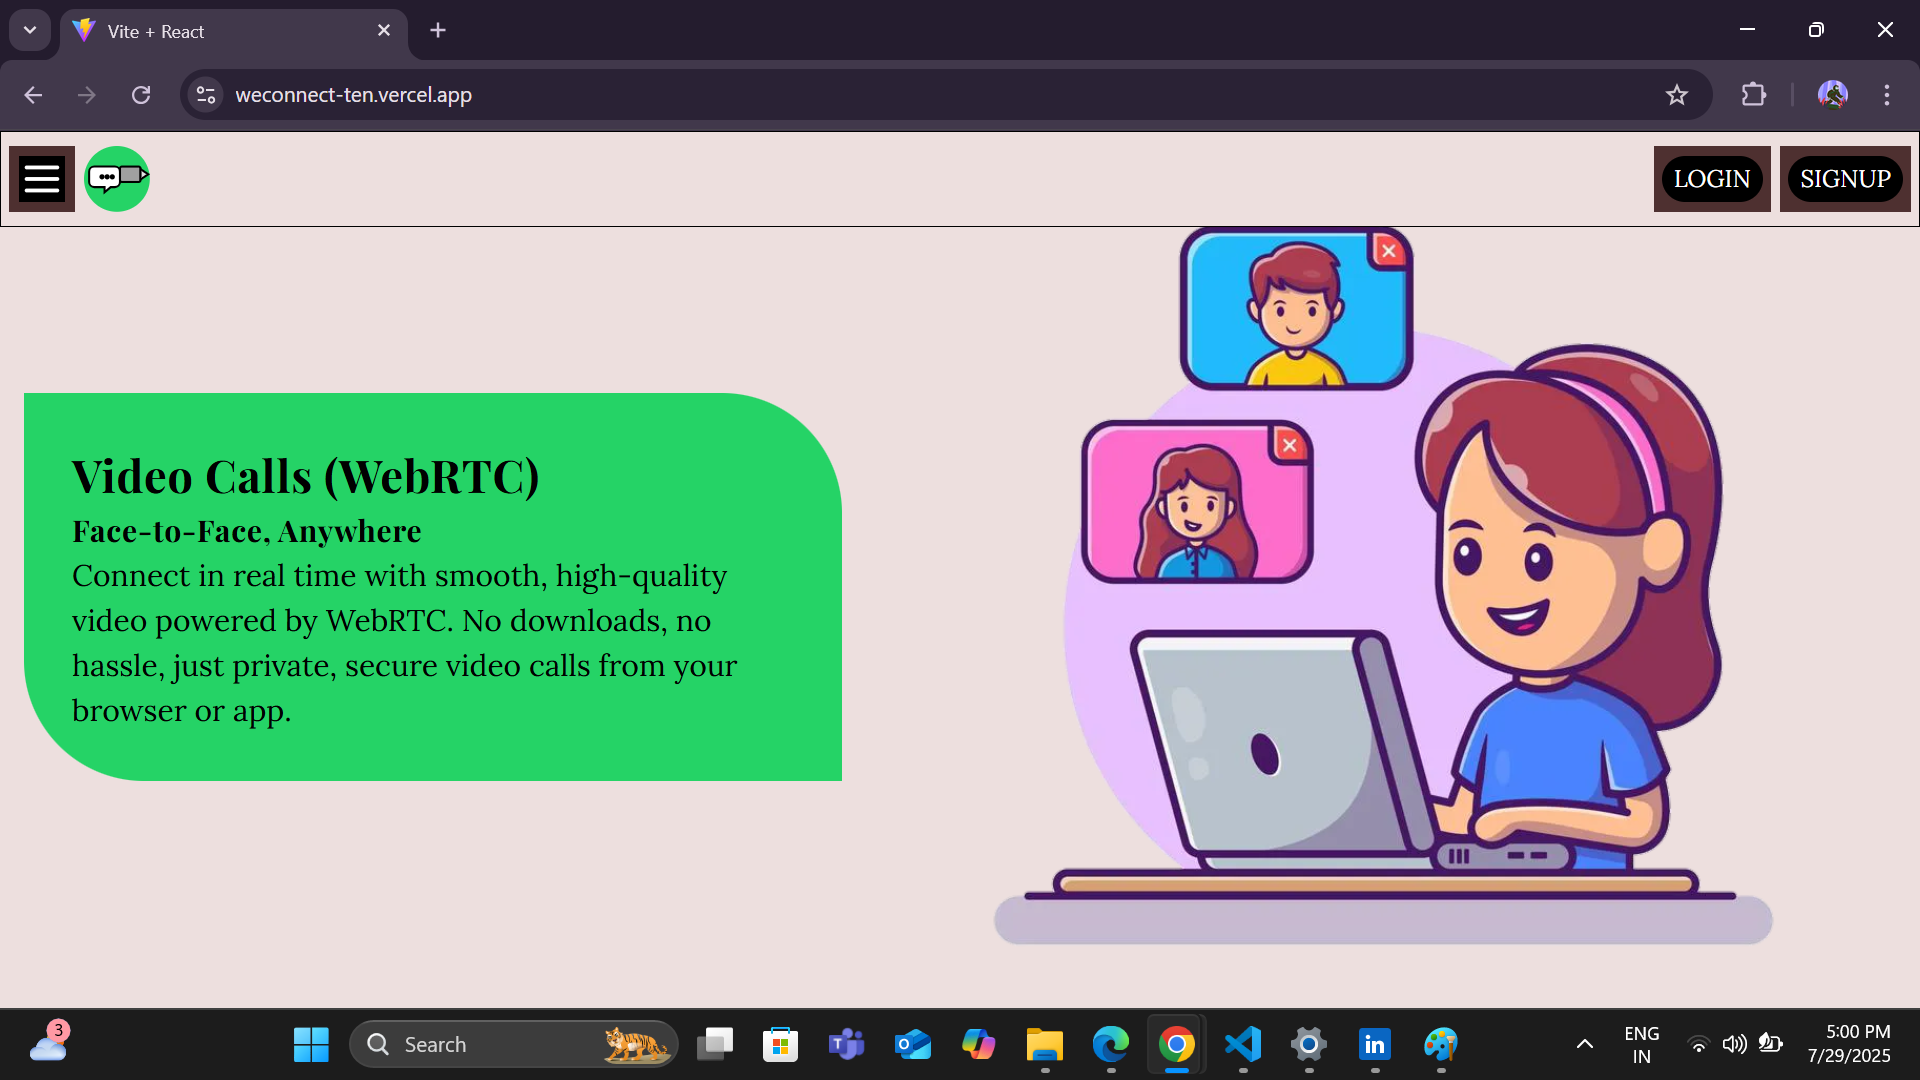 Vite + React
weconnect-ten.vercel.app
LOGIN
SIGNUP
Video Calls (WebRTC)
Face-to-Face, Anywhere
Connect in real time with smooth, high-quality
video powered by WebRTC. No downloads, no
hassle, just private, secure video calls from your
browser or app.
3
Search
ENG
IN
5:00 PM
7/29/2025